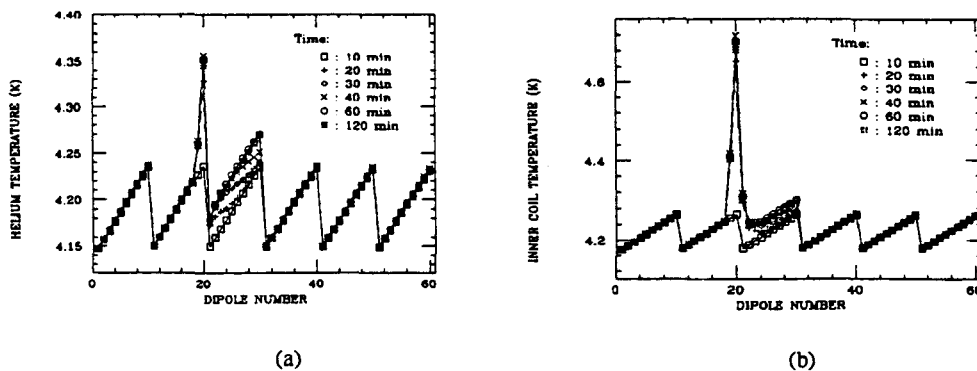 4.40
4.35
4.30
4.25
4.20
4.15
HELIUM TEMPERATURE (K)
Time:
: 10 min
: 20 min
: 30 min
: 40 min
: 60 min
: 120 min
0 20 40 60
DIPOLE NUMBER
(a)
4.6
4.4
4.2
INNER COIL TEMPERATURE (K)
Time:
: 10 min
: 20 min
: 30 min
: 40 min
: 60 min
: 120 min
0 20 40 60
DIPOLE NUMBER
(b)